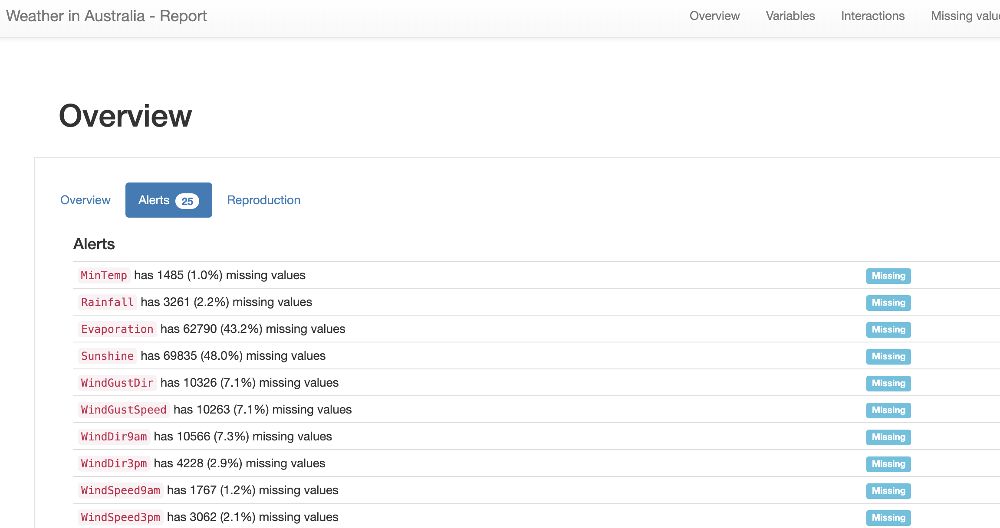 Weather in Australia - Report Overview Variables Interactions Missing value
Overview
Overview Alerts 25 Reproduction
Alerts
MinTemp has 1485 (1.0%) missing values Missing
Rainfall has 3261 (2.2%) missing values Missing
Evaporation has 62790 (43.2%) missing values Missing
Sunshine has 69835 (48.0%) missing values Missing
WindGustDir has 10326 (7.1%) missing values Missing
WindGustSpeed has 10263 (7.1%) missing values Missing
WindDir9am has 10566 (7.3%) missing values Missing
WindDir3pm has 4228 (2.9%) missing values Missing
WindSpeed9am has 1767 (1.2%) missing values Missing
WindSpeed3pm has 3062 (2.1%) missing values Missing